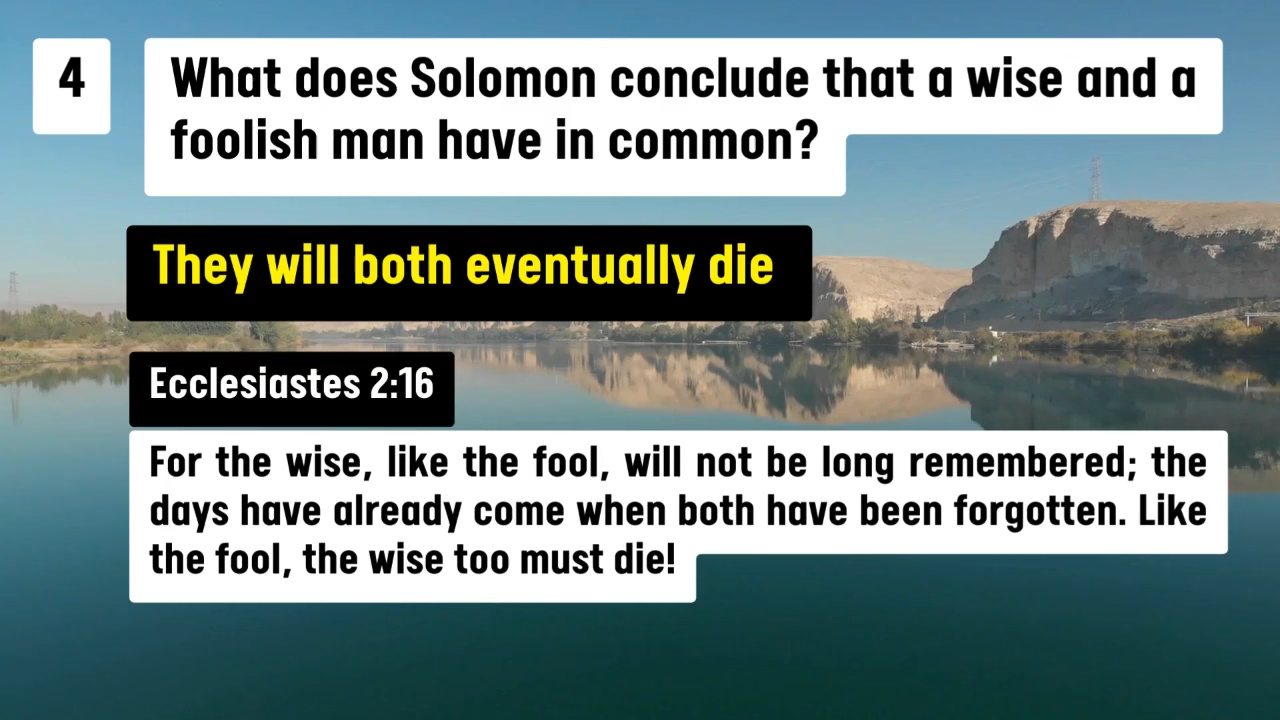 4
What does Solomon conclude that a wise and a
foolish man have in common?
They will both eventually die
Ecclesiastes 2:16
For the wise, like the fool, will not be long remembered; the
days have already come when both have been forgotten. Like
the fool, the wise too must die!